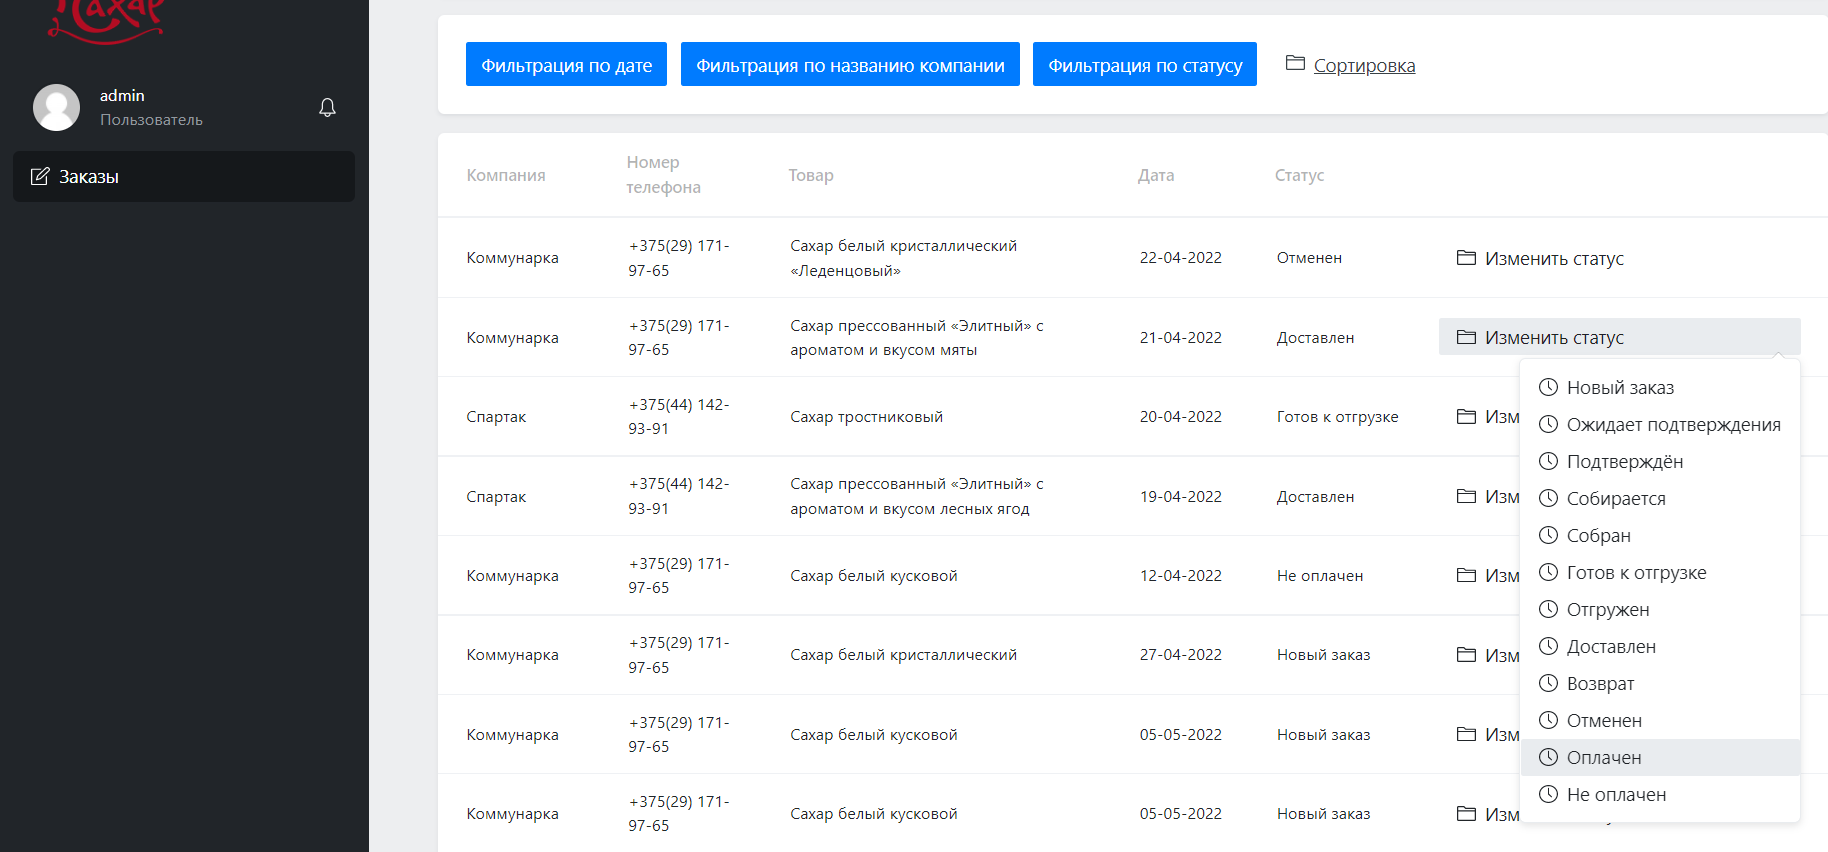 Сахар
admin
Пользователь
Заказы
Фильтрация по дате
Фильтрация по названию компании
Фильтрация по статусу
Сортировка
Компания
Номер
телефона
Товар
Дата
Статус
Коммунарка
+375(29) 171-
97-65
Сахар белый кристаллический
«Леденцовый»
22-04-2022
Отменен
Изменить статус
Коммунарка
+375(29) 171-
97-65
Сахар прессованный «Элитный» с
ароматом и вкусом мяты
21-04-2022
Доставлен
Изменить статус
Спартак
+375(44) 142-
93-91
Сахар тростниковый
20-04-2022
Готов к отгрузке
Изм
Спартак
+375(44) 142-
93-91
Сахар прессованный «Элитный» с
ароматом и вкусом лесных ягод
19-04-2022
Доставлен
Изм
Коммунарка
+375(29) 171-
97-65
Сахар белый кусковой
12-04-2022
Не оплачен
Изм
Коммунарка
+375(29) 171-
97-65
Сахар белый кристаллический
27-04-2022
Новый заказ
Изм
Коммунарка
+375(29) 171-
97-65
Сахар белый кусковой
05-05-2022
Новый заказ
Изм
Коммунарка
+375(29) 171-
97-65
Сахар белый кусковой
05-05-2022
Новый заказ
Изм
Новый заказ
Ожидает подтверждения
Подтверждён
Собирается
Собран
Готов к отгрузке
Отгружен
Доставлен
Возврат
Отменен
Оплачен
Не оплачен